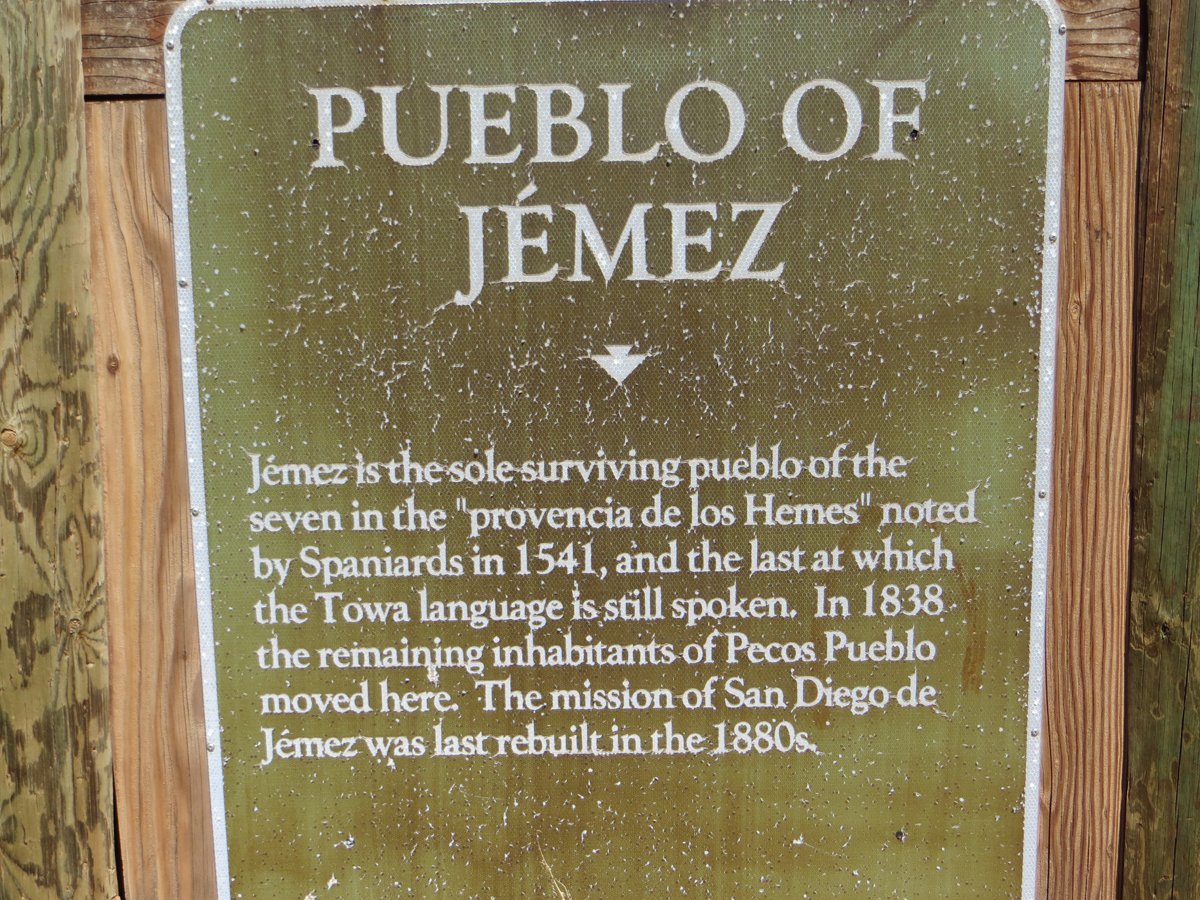 PUEBLO OF
JÉMEZ
Jémez is the sole surviving pueblo of the
seven in the "provencia de los Hemes" noted
by Spaniards in 1541, and the last at which
the Towa language is still spoken. In 1838
the remaining inhabitants of Pecos Pueblo
moved here. The mission of San Diego de
Jémez was last rebuilt in the 1880s.